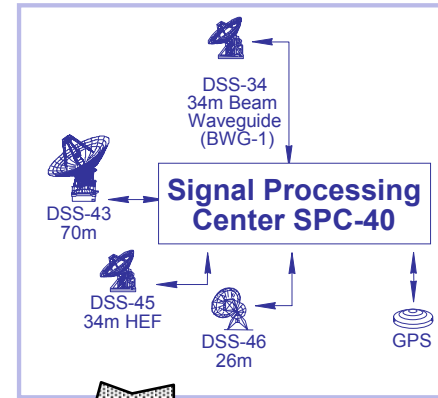 DSS-34
34m Beam
Waveguide
(BWG-1)
Signal Processing
Center SPC-40
DSS-43
70m
DSS-45
34m HEF
DSS-46
26m
GPS